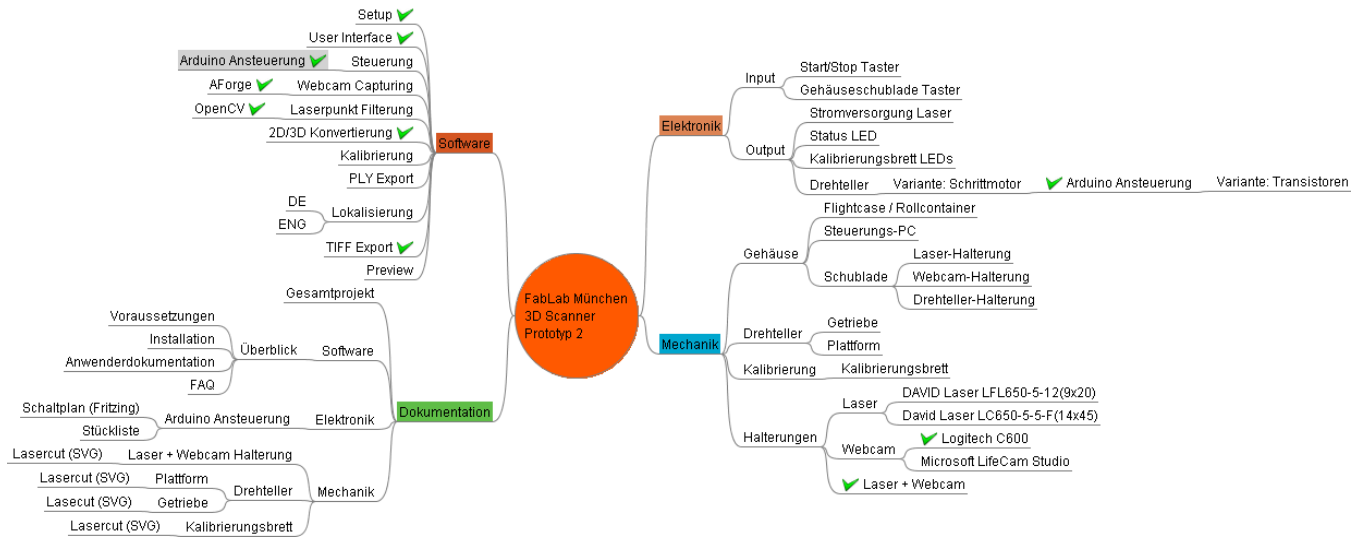 FabLab München
3D Scanner
Prototyp 2
Software
Setup
User Interface
Arduino Ansteuerung
Steuerung
AForge
Webcam Capturing
OpenCV
Laserpunkt Filterung
2D/3D Konvertierung
Kalibrierung
PLY Export
DE
ENG
Lokalisierung
TIFF Export
Preview
Dokumentation
Gesamtprojekt
Voraussetzungen
Installation
Anwenderdokumentation
FAQ
Überblick
Software
Schaltplan (Fritzing)
Stückliste
Arduino Ansteuerung
Elektronik
Lasercut (SVG)
Laser + Webcam Halterung
Lasercut (SVG)
Plattform
Lasecut (SVG)
Getriebe
Drehteller
Lasercut (SVG)
Kalibrierungsbrett
Mechanik
Elektronik
Input
Start/Stop Taster
Gehäuseschublade Taster
Output
Stromversorgung Laser
Status LED
Kalibrierungsbrett LEDs
Drehteller
Variante: Schrittmotor
Arduino Ansteuerung
Variante: Transistoren
Mechanik
Gehäuse
Flightcase / Rollcontainer
Steuerungs-PC
Schublade
Laser-Halterung
Webcam-Halterung
Drehteller-Halterung
Drehteller
Getriebe
Plattform
Kalibrierung
Kalibrierungsbrett
Halterungen
Laser
DAVID Laser LFL650-5-12(9x20)
David Laser LC650-5-5-F(14x45)
Webcam
Logitech C600
Microsoft LifeCam Studio
Laser + Webcam